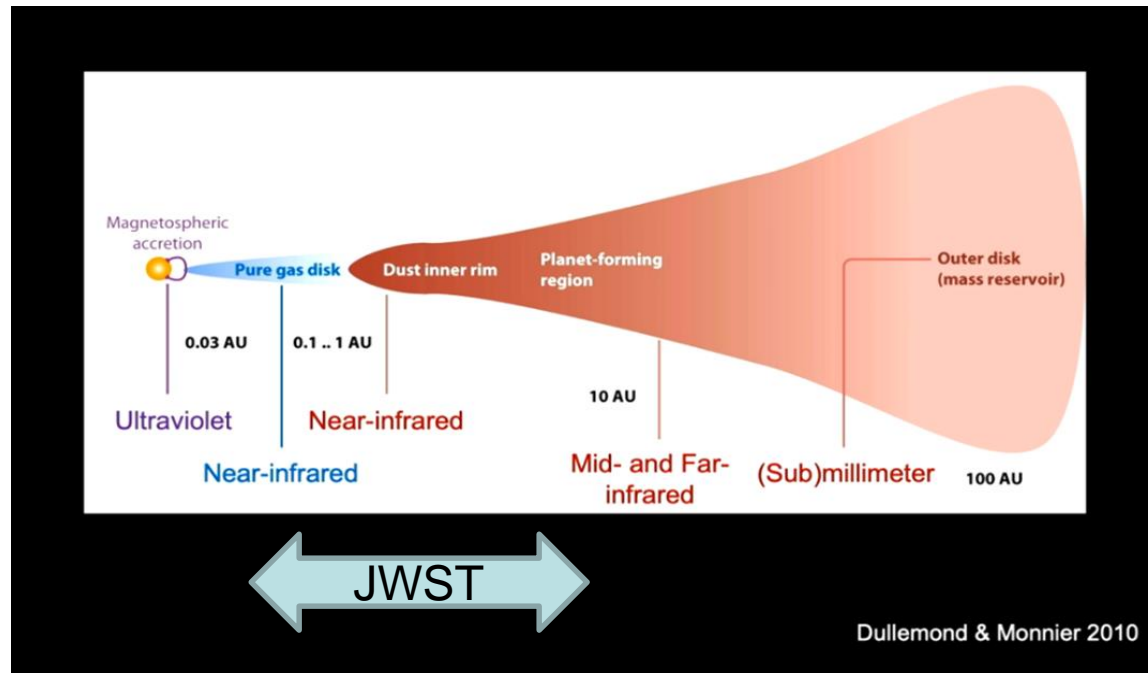 Magnetospheric
accretion
Pure gas disk
Dust inner rim
Planet-forming
region
Outer disk
(mass reservoir)
0.03 AU
0.1 .. 1 AU
10 AU
100 AU
Ultraviolet
Near-infrared
Near-infrared
Mid- and Far-
infrared
(Sub)millimeter
JWST
Dullemond & Monnier 2010